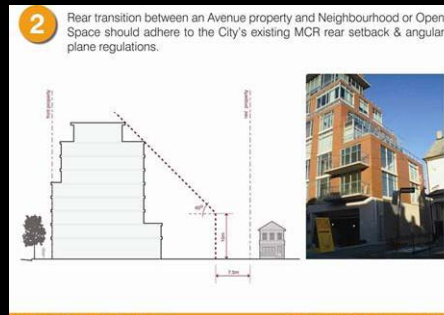 2
Rear transition between an Avenue property and Neighbourhood or Open
Space should adhere to the City's existing MCR rear setback & angular
plane regulations.
front property
rear property
45°
10m
7.5m